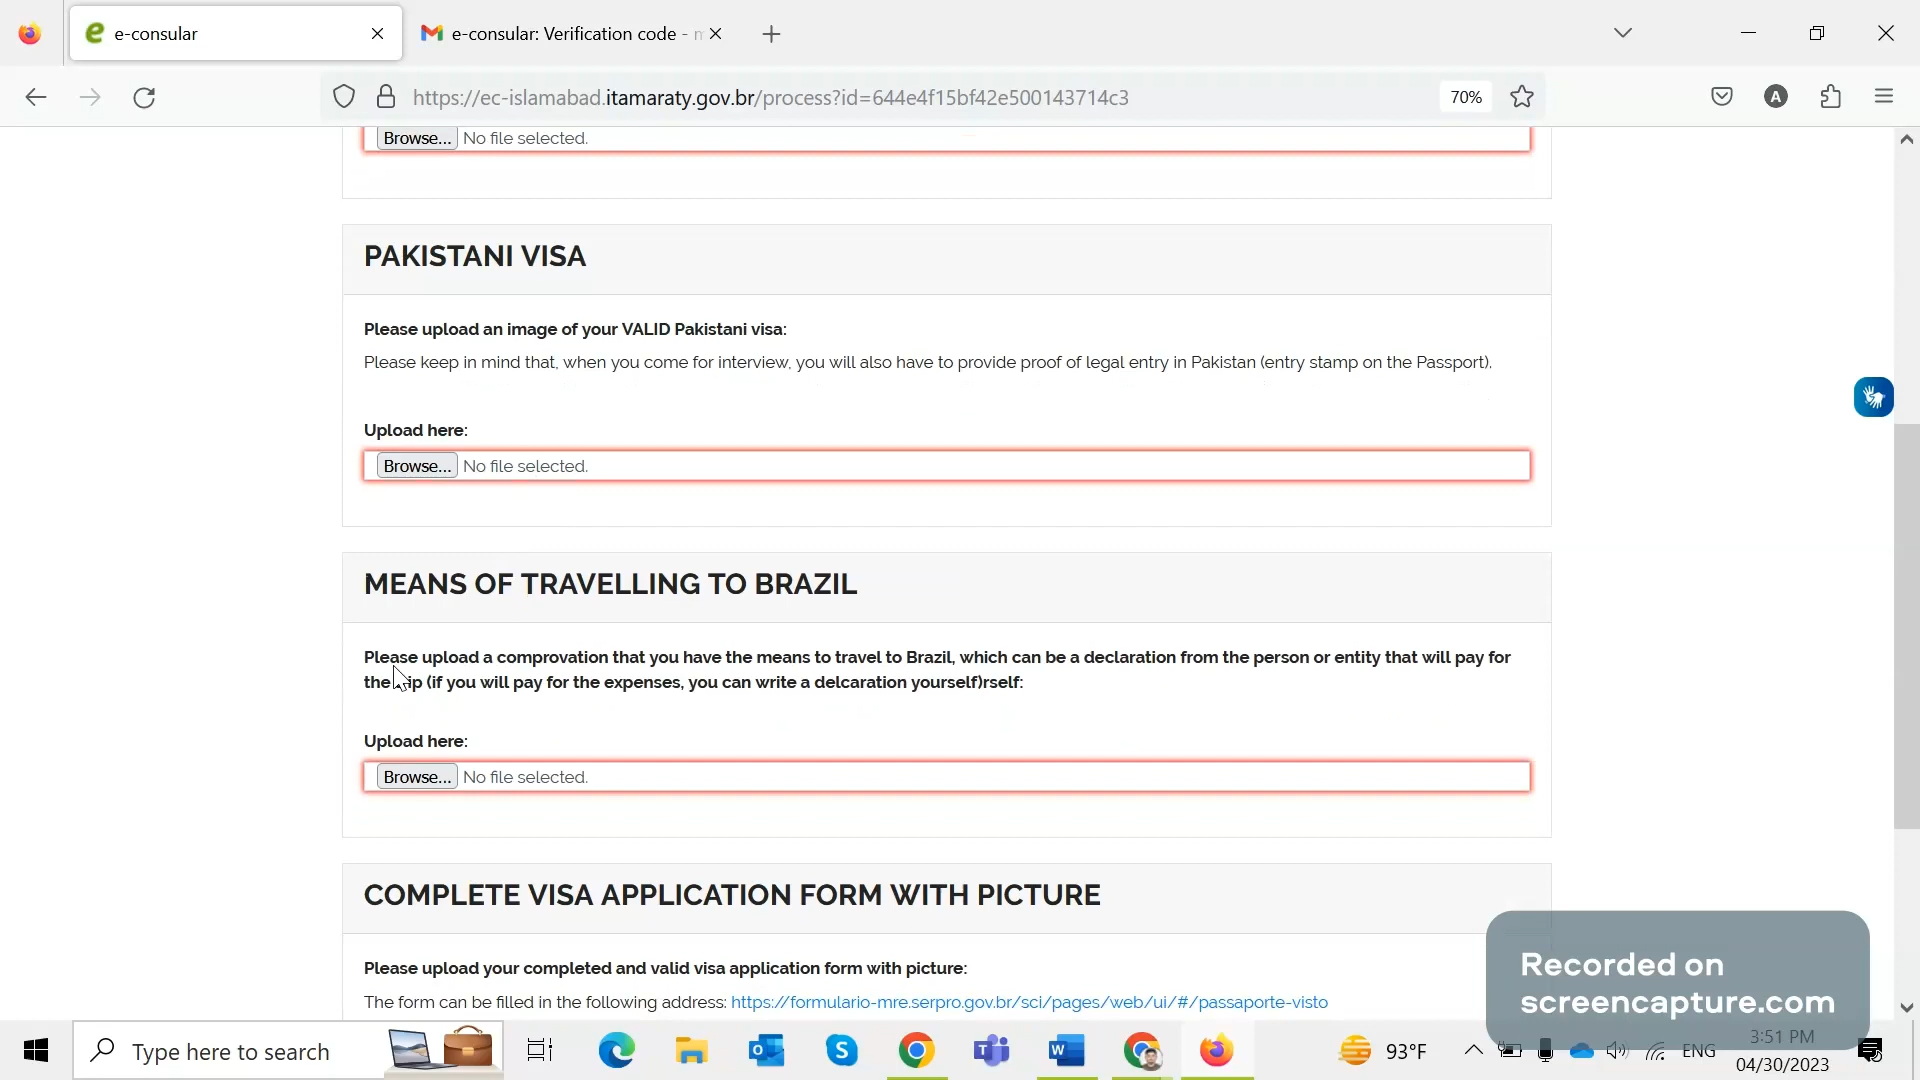 e-consular
e-consular: Verification code -
https://ec-islamabad.itamaraty.gov.br/process?id=644e4f15bf42e500143714c3
70%
A
Browse... No file selected.
PAKISTANI VISA
Please upload an image of your VALID Pakistani visa:
Please keep in mind that, when you come for interview, you will also have to provide proof of legal entry in Pakistan (entry stamp on the Passport).
Upload here:
Browse... No file selected.
MEANS OF TRAVELLING TO BRAZIL
Please upload a comprovation that you have the means to travel to Brazil, which can be a declaration from the person or entity that will pay for
the (if you will pay for the expenses, you can write a delcaration yourself)rself:
Upload here:
Browse... No file selected.
COMPLETE VISA APPLICATION FORM WITH PICTURE
Please upload your completed and valid visa application form with picture:
The form can be filled in the following address: https://formulario-mre.serpro.gov.br/sci/pages/web/ui/#/passaporte-visto
Recorded on
screencapture.com
Type here to search
93°F
ENG
3:51 PM
04/30/2023